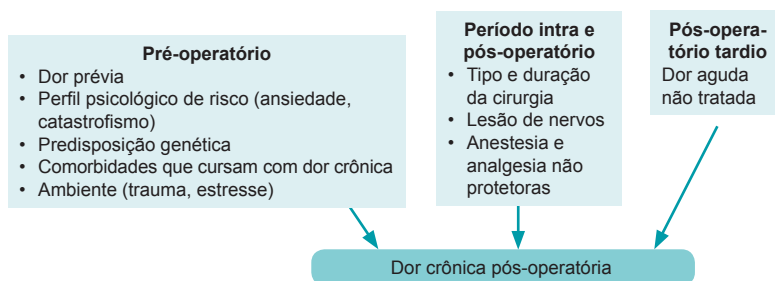 Pré-operatório
• Dor prévia
• Perfil psicológico de risco (ansiedade,
catastrofismo)
• Predisposição genética
• Comorbidades que cursam com dor crônica
• Ambiente (trauma, estresse)
Período intra e
pós-operatório
• Tipo e duração
da cirurgia
• Lesão de nervos
• Anestesia e
analgesia não
protetoras
Pós-opera-
tório tardio
Dor aguda
não tratada
Dor crônica pós-operatória